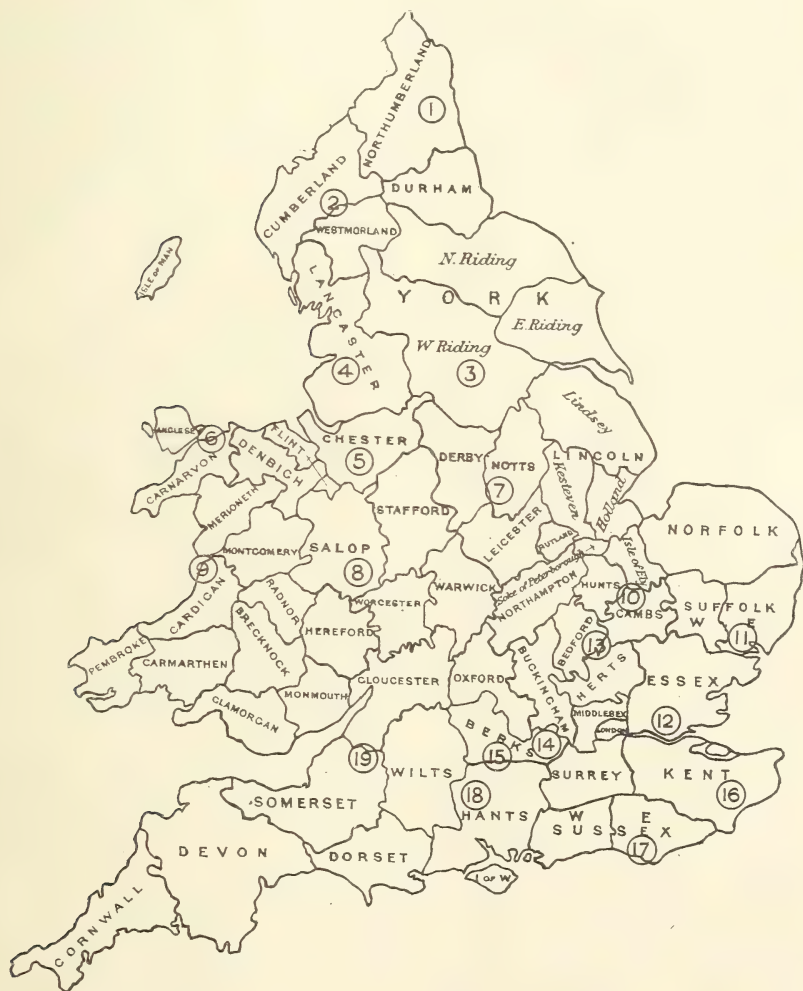 NORTHUMBERLAND
1
CUMBERLAND
2
DURHAM
WESTMORLAND
ISLE OF MAN
N. Riding
LANCASTER
YORK
E. Riding
W Riding
4
3
Lindsey
ANGLESEY
6
FLINT
CHESTER
5
DERBY
NOTTS
7
LINCOLN
Kesteven
Holland
CARNARVON
DENBIGH
MERIONETH
STAFFORD
LEICESTER
RUTLAND
NORFOLK
MONTGOMERY
SALOP
8
9
Soke of Peterborough
Isle of Ely
HUNTS
10
CAMBS
CARDIGAN
RADNOR
WORCESTER
WARWICK
NORTHAMPTON
SUFFOLK
W
E
11
PEMBROKE
CARMARTHEN
BRECKNOCK
HEREFORD
BEDFORD
13
GLAMORGAN
MONMOUTH
GLOUCESTER
OXFORD
BUCKINGHAM
HERTS
ESSEX
12
MIDDLESEX
LONDON
BERKS
14
15
19
WILTS
SURREY
KENT
16
SOMERSET
18
HANTS
W
E
SUSSEX
17
DEVON
DORSET
I OF W
CORNWALL